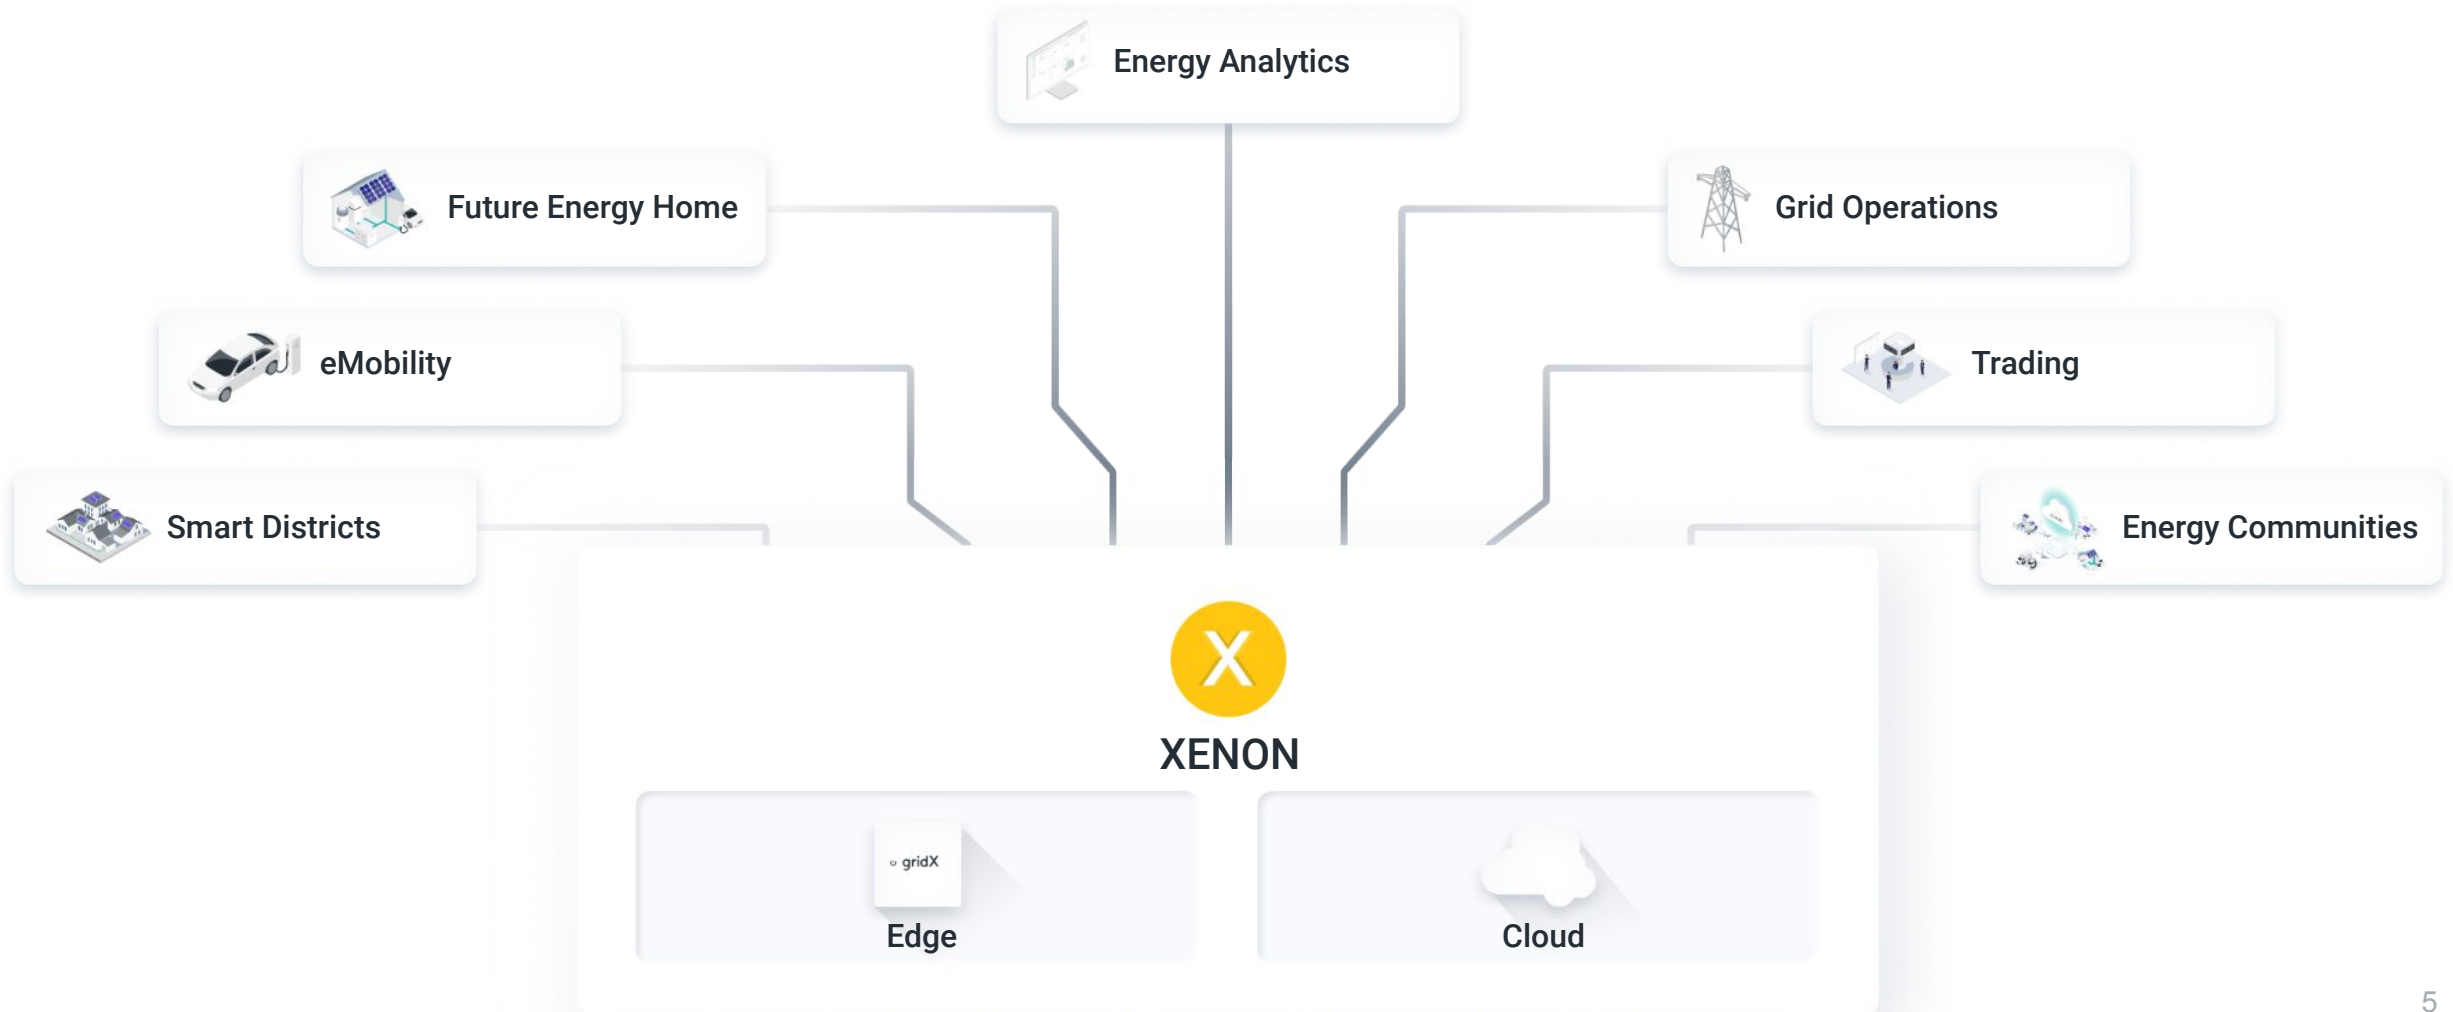 Energy Analytics
Future Energy Home
Grid Operations
eMobility
Trading
Smart Districts
Energy Communities
X
XENON
gridX
Edge
Cloud
5